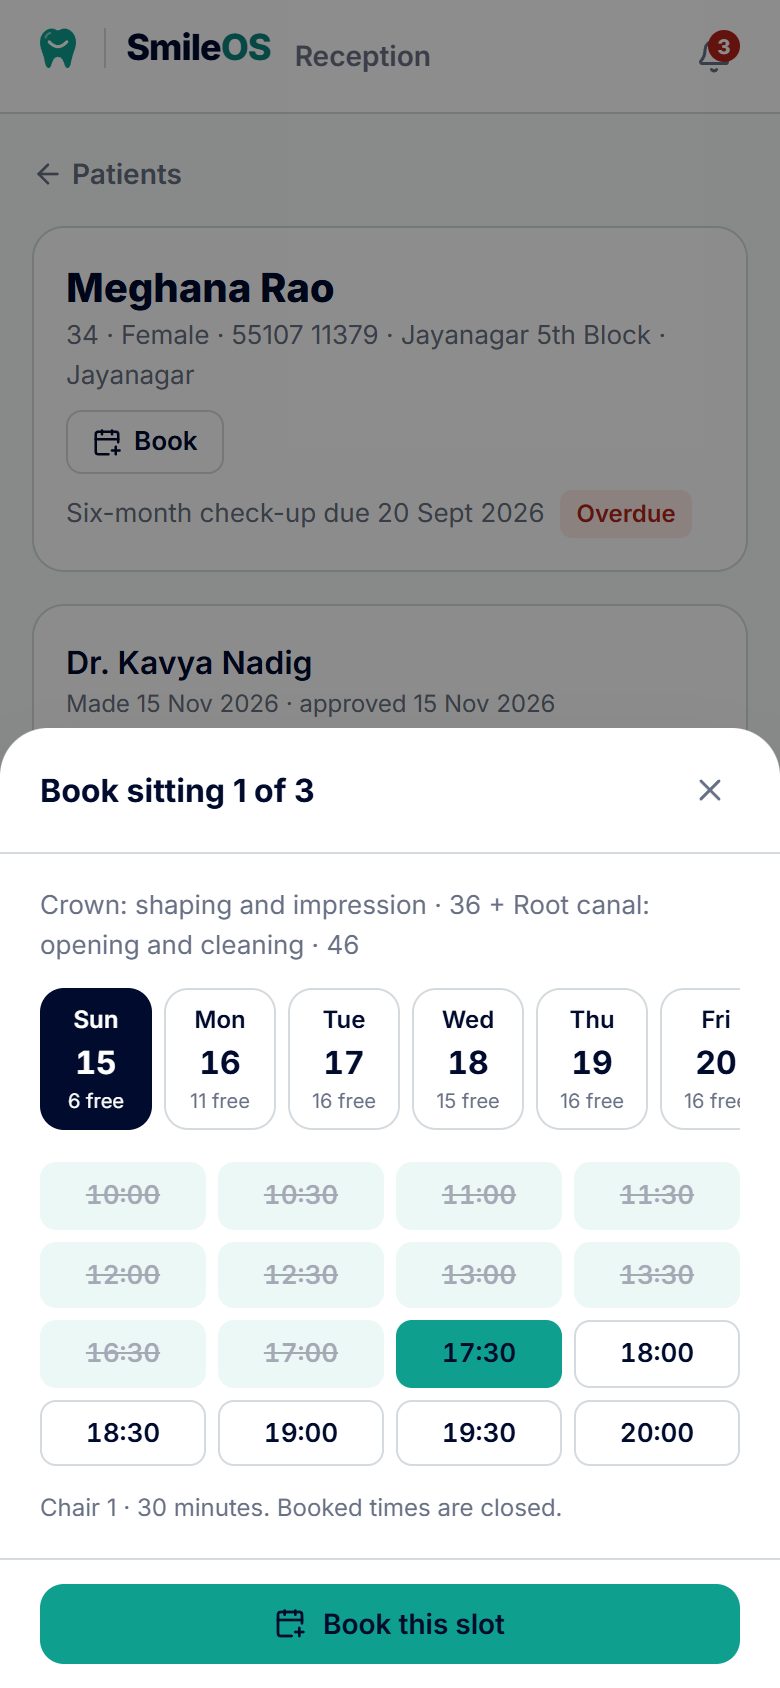 SmileOS Reception 3
Patients
Meghana Rao
34 · Female · 55107 11379 · Jayanagar 5th Block ·
Jayanagar
Book
Six-month check-up due 20 Sept 2026 Overdue
Dr. Kavya Nadig
Made 15 Nov 2026 · approved 15 Nov 2026
Book sitting 1 of 3
Crown: shaping and impression · 36 + Root canal:
opening and cleaning · 46
Sun Mon Tue Wed Thu Fri
15 16 17 18 19 20
6 free 11 free 16 free 15 free 16 free 16 free
10:00 10:30 11:00 11:30
12:00 12:30 13:00 13:30
16:30 17:00 17:30 18:00
18:30 19:00 19:30 20:00
Chair 1 · 30 minutes. Booked times are closed.
Book this slot